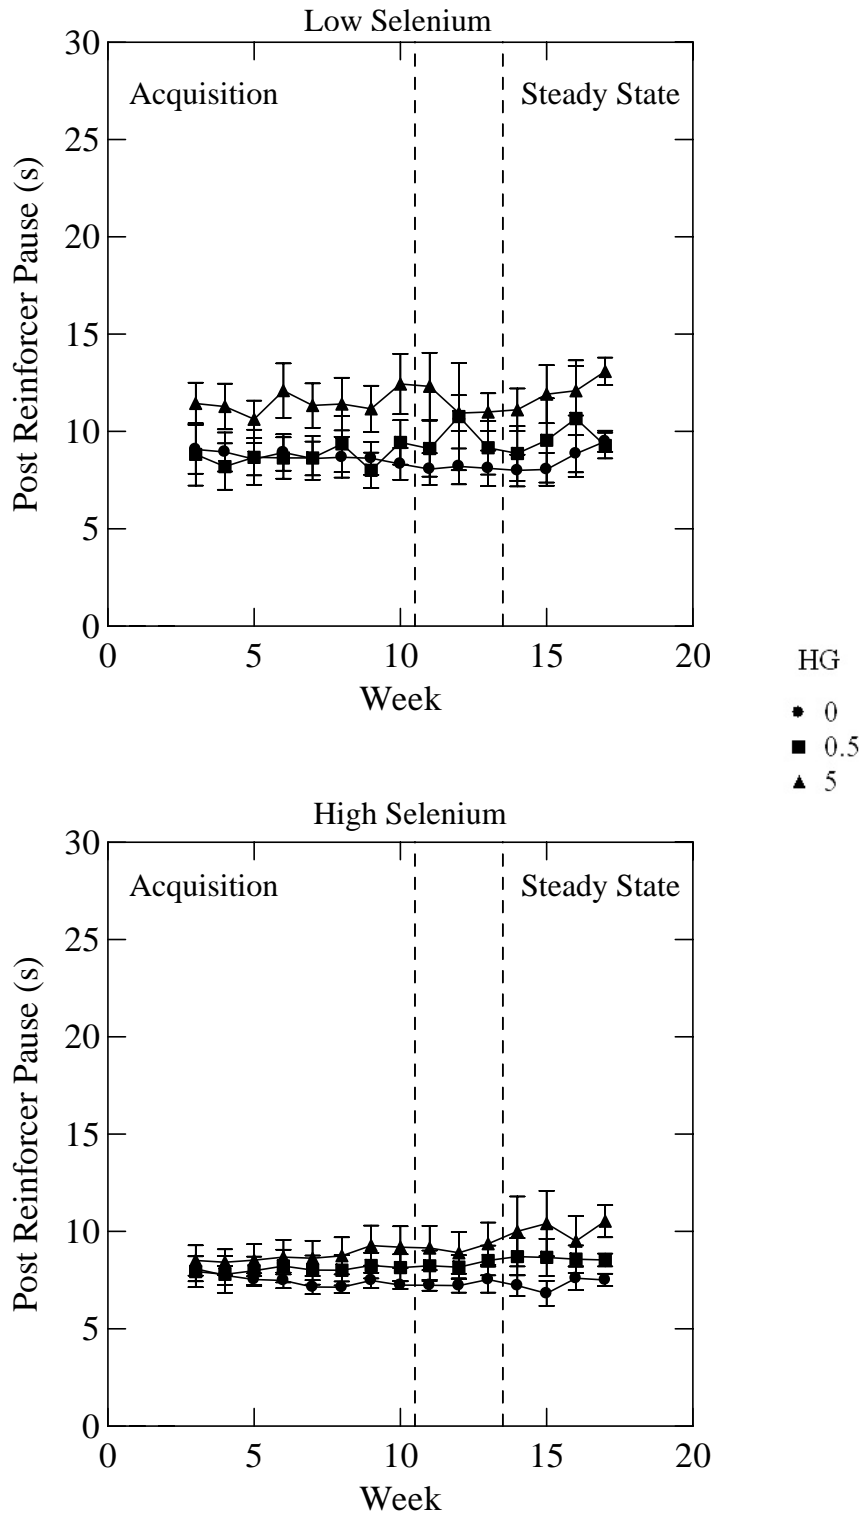 Low Selenium
30
Acquisition
Steady State
25
20
15
10
5
0
Post Reinforcer Pause (s)
0 5 10 15 20
Week
HG
0
0.5
5
High Selenium
30
Acquisition
Steady State
25
20
15
10
5
0
Post Reinforcer Pause (s)
0 5 10 15 20
Week